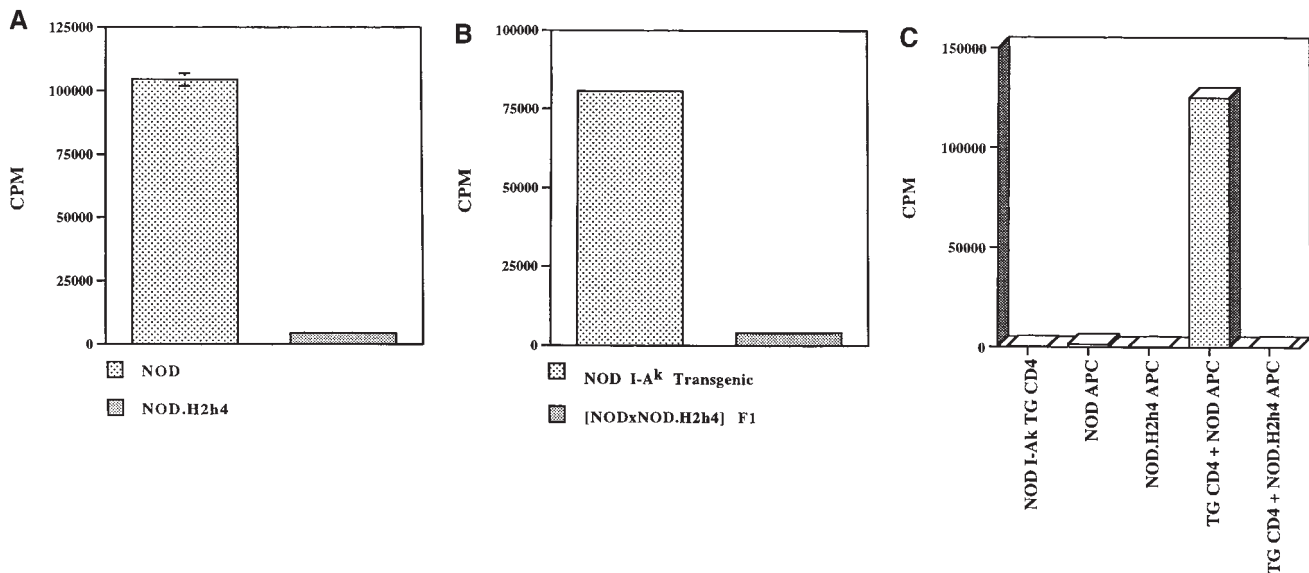 A
125000
100000
75000
50000
25000
0
CPM
NOD
NOD.H2h4
B
100000
75000
50000
25000
0
CPM
NOD I-Ak Transgenic
[NODxNOD.H2h4] F1
C
150000
100000
50000
0
CPM
NOD I-Ak TG CD4
NOD APC
NOD.H2h4 APC
TG CD4 + NOD APC
TG CD4 + NOD.H2h4 APC